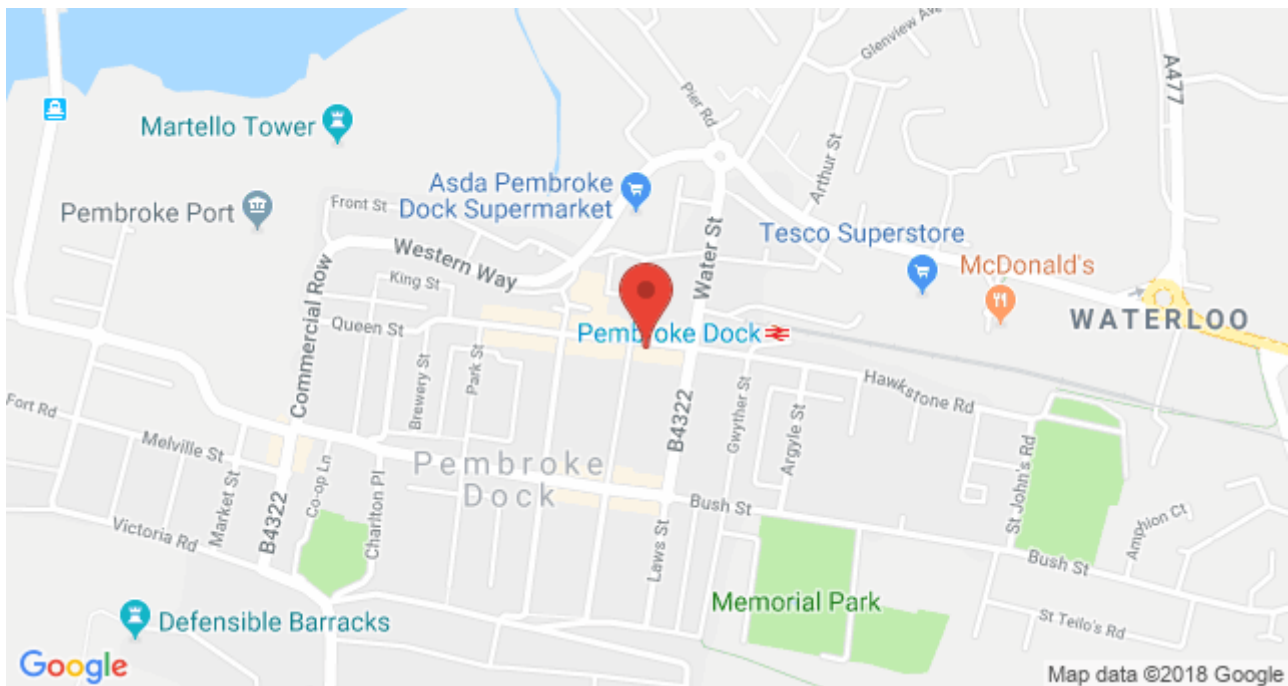 Glenview Ave
A477
Pier Rd
Martello Tower
Arthur St
Asda Pembroke
Dock Supermarket
Pembroke Port
Front St
Western Way
Water St
Tesco Superstore
McDonald's
King St
WATERLOO
Commercial Row
Queen St
Pembroke Dock
Brewery St
Park St
Hawkstone Rd
Gwyther St
Argyle St
B4322
Fort Rd
Melville St
Pembroke
Dock
St John's Rd
Market St
Co-op Ln
Charlton Pl
B4322
Bush St
Amphion Ct
Victoria Rd
Laws St
Bush St
Memorial Park
St Teilo's Rd
Defensible Barracks
Google
Map data ©2018 Google